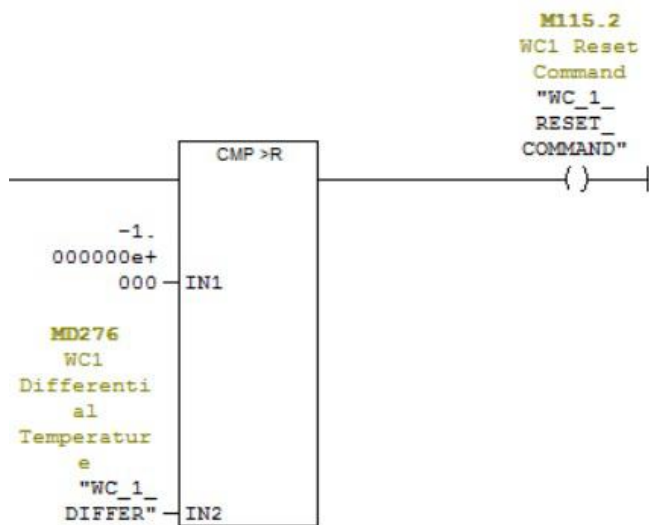 M115.2
WC1 Reset
Command
"WC_1_
RESET_
COMMAND"
CMP >R
( )
-1.
000000e+
000
IN1
MD276
WC1
Differenti
al
Temperatur
e
"WC_1_
DIFFER"
IN2